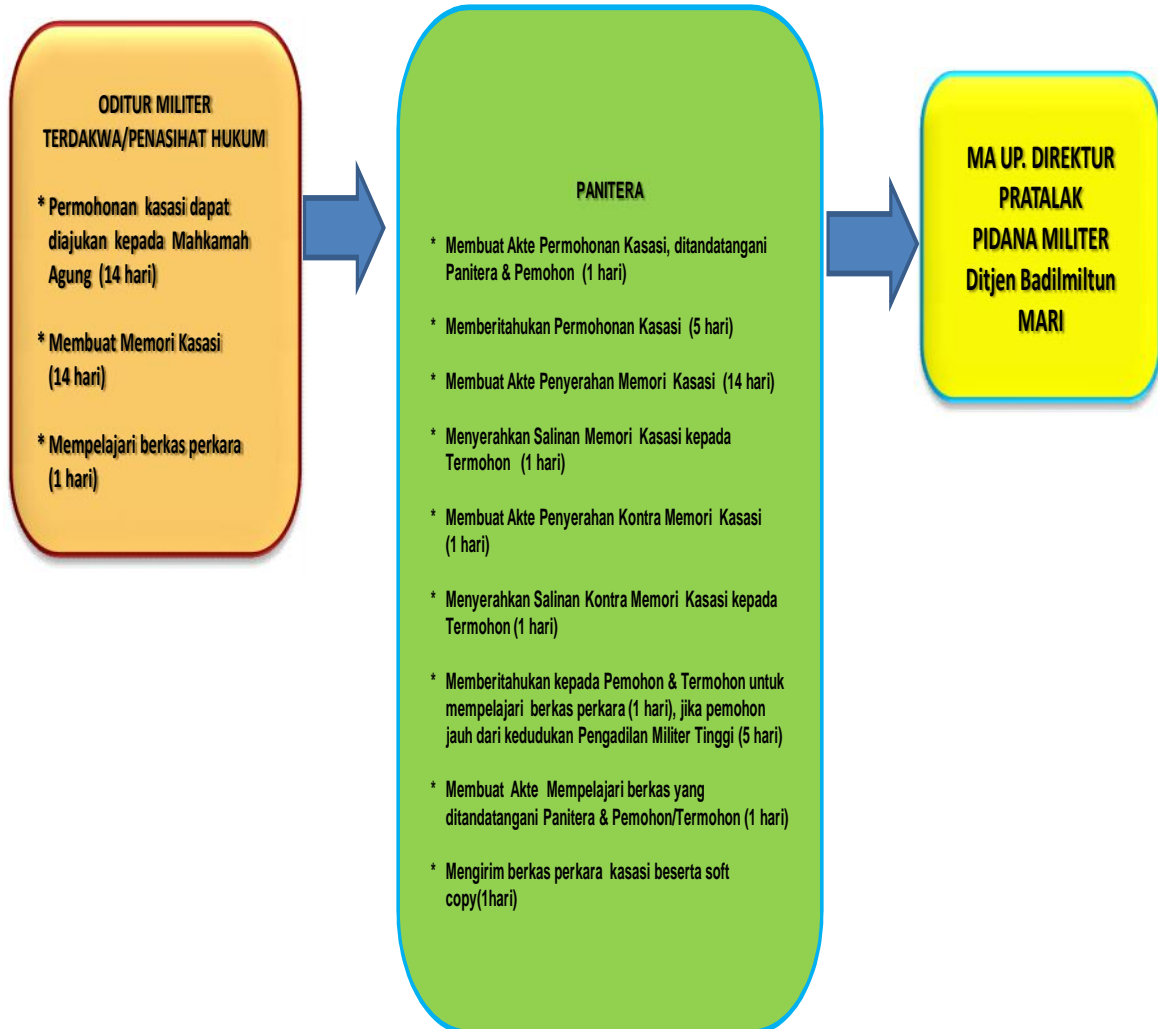 ODITUR MILITER
TERDAKWA/PENASIHAT HUKUM
* Permohonan kasasi dapat
diajukan kepada Mahkamah
Agung (14 hari)
* Membuat Memori Kasasi
(14 hari)
* Mempelajari berkas perkara
(1 hari)
PANITERA
* Membuat Akte Permohonan Kasasi, ditandatangani
Panitera & Pemohon (1 hari)
* Memberitahukan Permohonan Kasasi (5 hari)
* Membuat Akte Penyerahan Memori Kasasi (14 hari)
* Menyerahkan Salinan Memori Kasasi kepada
Termohon (1 hari)
* Membuat Akte Penyerahan Kontra Memori Kasasi
(1 hari)
* Menyerahkan Salinan Kontra Memori Kasasi kepada
Termohon (1 hari)
* Memberitahukan kepada Pemohon & Termohon untuk
mempelajari berkas perkara (1 hari), jika pemohon
jauh dari kedudukan Pengadilan Militer Tinggi (5 hari)
* Membuat Akte Mempelajari berkas yang
ditandatangani Panitera & Pemohon/Termohon (1 hari)
* Mengirim berkas perkara kasasi beserta soft
copy(1hari)
MA UP. DIREKTUR
PRATALAK
PIDANA MILITER
Ditjen Badilmiltun
MARI